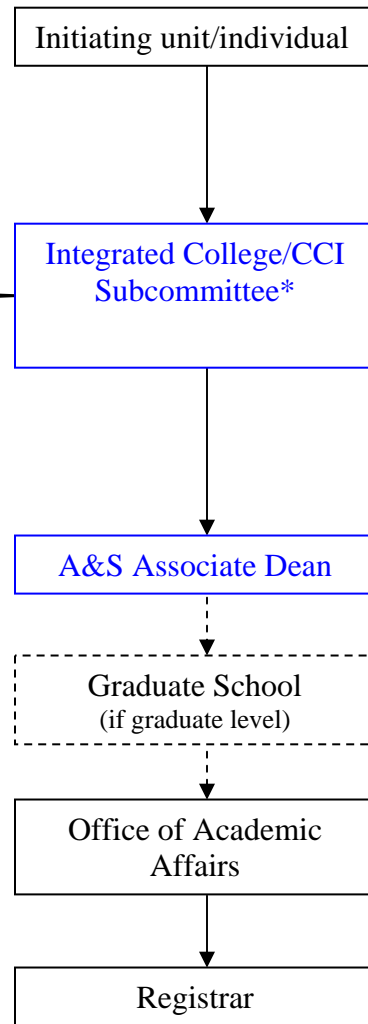 Initiating unit/individual
Integrated College/CCI
Subcommittee*
A&S Associate Dean
Graduate School
(if graduate level)
Office of Academic
Affairs
Registrar